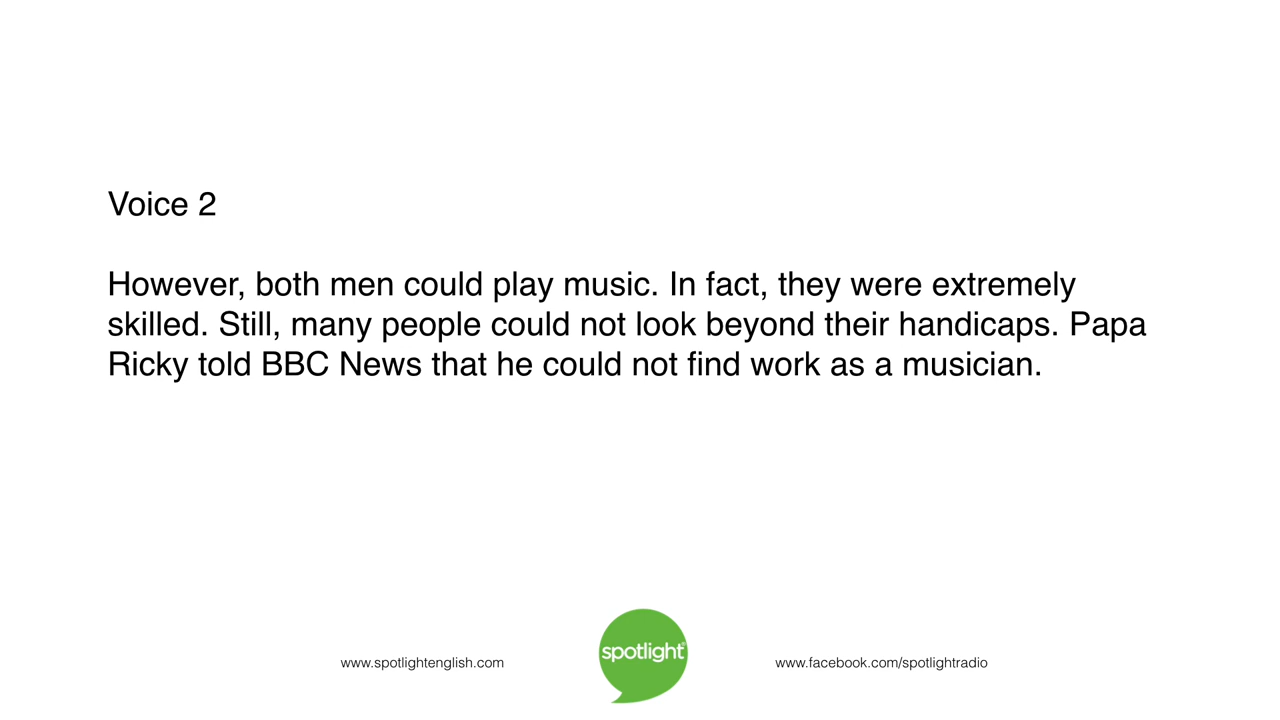 Voice 2
However, both men could play music. In fact, they were extremely
skilled. Still, many people could not look beyond their handicaps. Papa
Ricky told BBC News that he could not find work as a musician.
www.spotlightenglish.com
spotlight®
www.facebook.com/spotlightradio